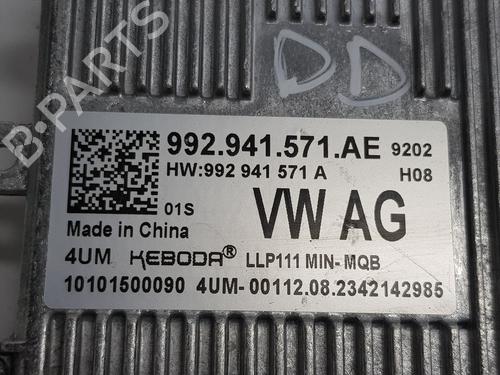 B-PARTS
DD
992.941.571.AE 9202
HW:992 941 571 A H08
01S VW AG
Made in China
4UM KEBODA® LLP111 MIN-MQB
10101500090 4UM-00112.08.2342142985